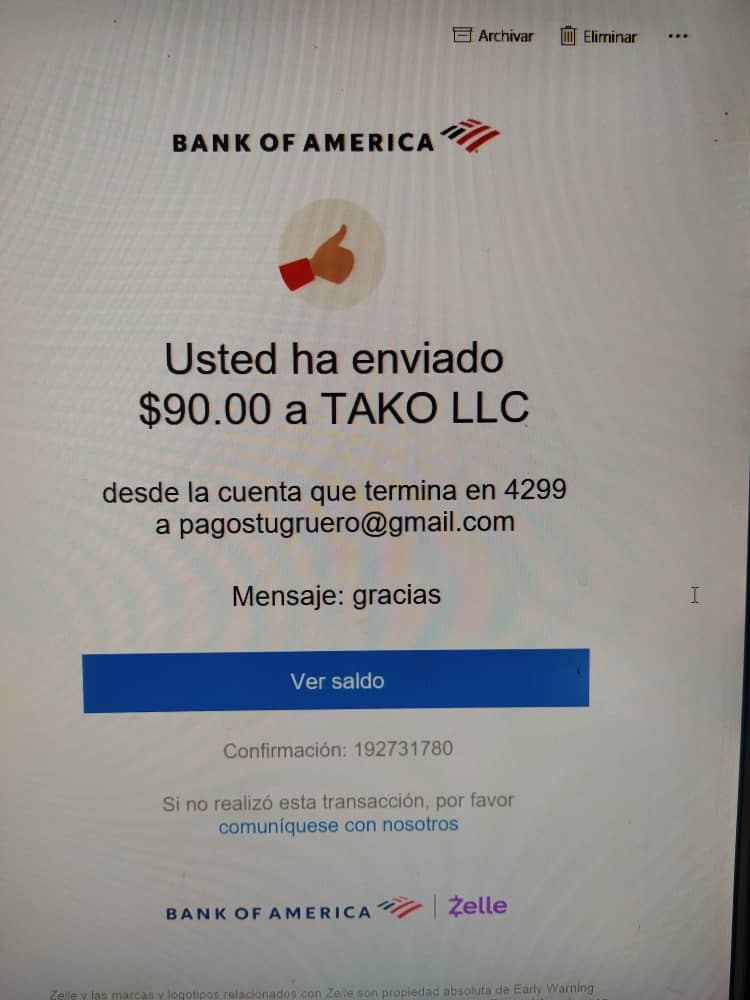 Archivar Eliminar ...
BANK OF AMERICA
Usted ha enviado
$90.00 a TAKO LLC
desde la cuenta que termina en 4299
a pagostugruero@gmail.com
Mensaje: gracias
Ver saldo
Confirmación: 192731780
Si no realizó esta transacción, por favor
comuníquese con nosotros
BANK OF AMERICA | Zelle
Zelle y las marcas y logotipos relacionados con Zelle son propiedad absoluta de Early Warning